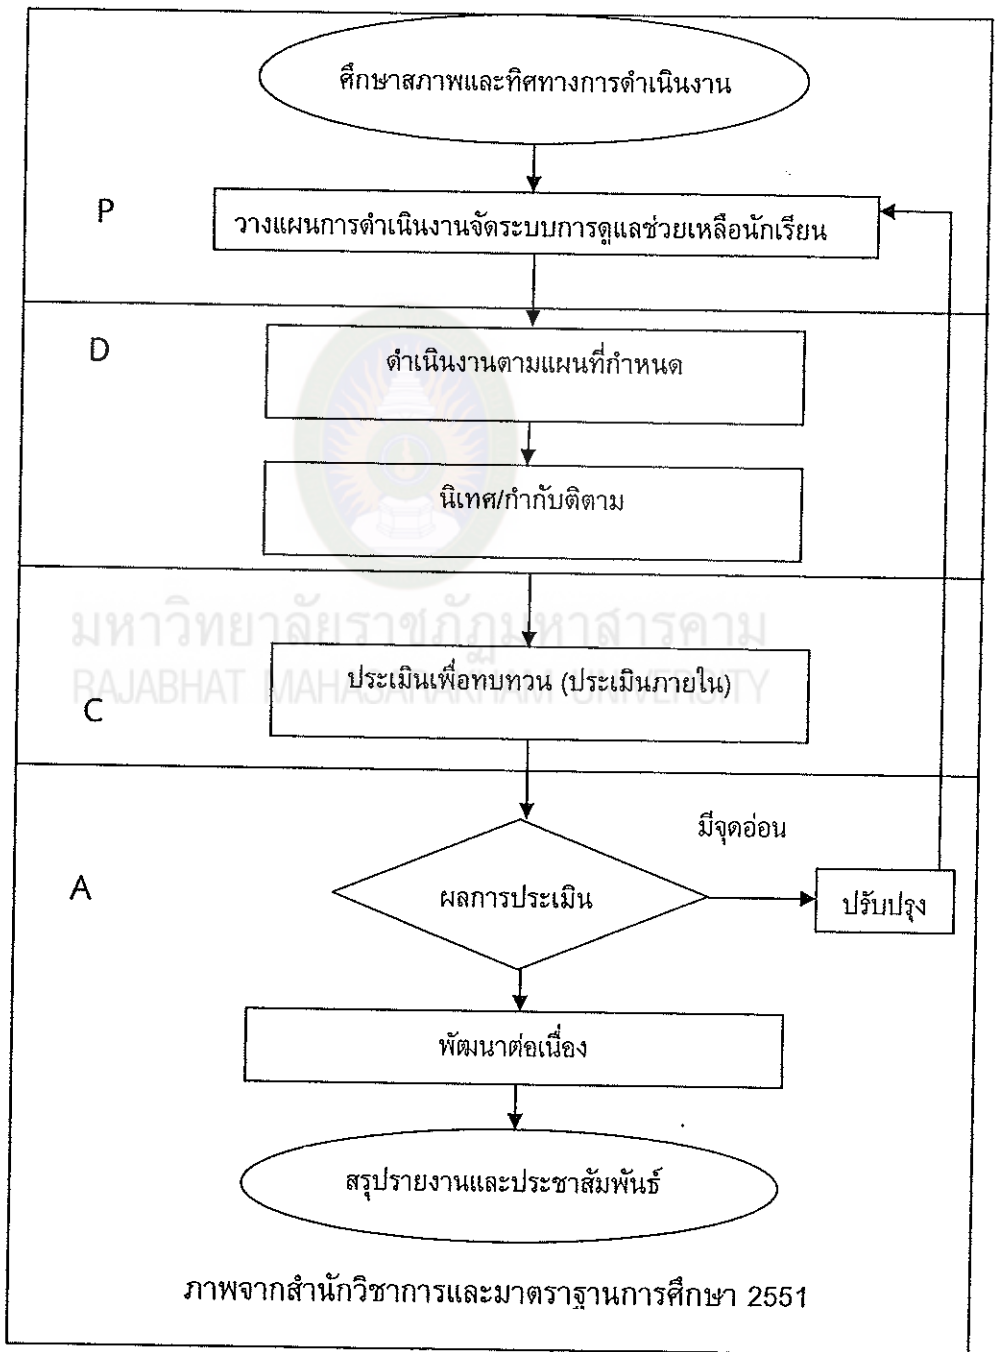 ศึกษาสภาพและทิศทางการดำเนินงาน
P
วางแผนการดำเนินงานจัดระบบการดูแลช่วยเหลือนักเรียน
D
ดำเนินงานตามแผนที่กำหนด
นิเทศ/กำกับติตาม
มหาวิทยาลัยราชภัฏมหาสารคาม
RAJABHAT MAHASARAKHAM UNIVERSITY
ประเมินเพื่อทบทวน (ประเมินภายใน)
C
มีจุดอ่อน
A
ผลการประเมิน
ปรับปรุง
พัฒนาต่อเนื่อง
สรุปรายงานและประชาสัมพันธ์
ภาพจากสำนักวิชาการและมาตราฐานการศึกษา 2551